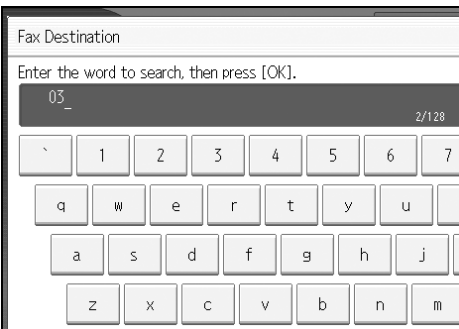 Fax Destination
Enter the word to search, then press [OK].
03_
2/128
` 1 2 3 4 5 6 7
q w e r t y u
a s d f g h j
z x c v b n m